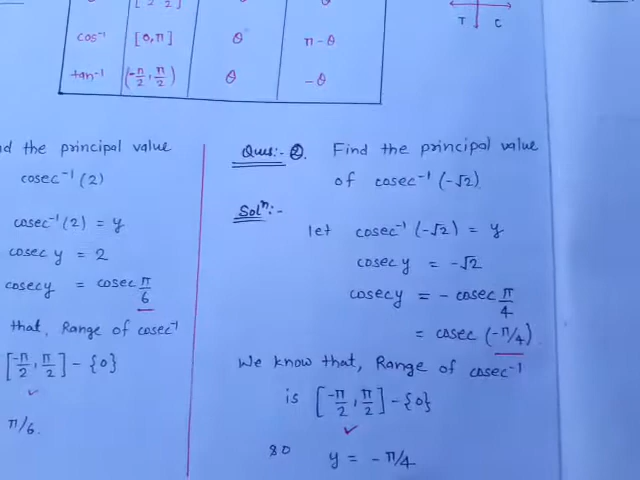 cos⁻¹ [0,π] θ π-θ
tan⁻¹ (-π/2, π/2) θ -θ
T C
the principal value
cosec⁻¹ (2)
cosec⁻¹(2) = y
cosec y = 2
cosecy = cosec π/6
that, Range of cosec⁻¹
[-π/2, π/2] - {0}
π/6.
Ques:- 2. Find the principal value
of cosec⁻¹ (-√2)
Solⁿ:-
let cosec⁻¹ (-√2) = y
cosec y = -√2
cosecy = - cosec π/4
= cosec (-π/4)
We know that, Range of cosec⁻¹
is [-π/2, π/2] - {0}
so y = - π/4